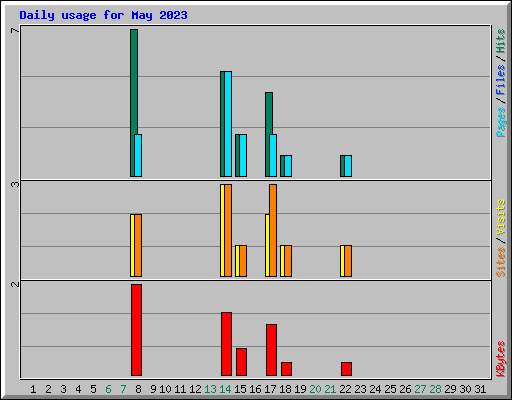 Daily usage for May 2023
7
Pages / Files / Hits
3
Sites / Visits
2
KBytes
1 2 3 4 5 6 7 8 9 10 11 12 13 14 15 16 17 18 19 20 21 22 23 24 25 26 27 28 29 30 31